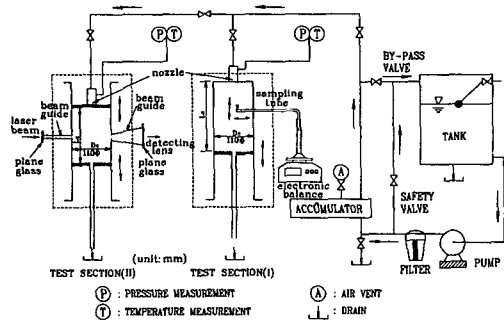 P T
P T
BY-PASS
VALVE
nozzle
sampling
tube
beam
guide
beam
guide
laser
beam
TANK
plane
glass
D₀
110ϕ
detecting
lens
plane
glass
D₀
110ϕ
electronic
balance
A
ACCUMULATOR
SAFETY
VALVE
FILTER
PUMP
(unit: mm)
TEST SECTION(II)
TEST SECTION(I)
P : PRESSURE MEASUREMENT
A : AIR VENT
T : TEMPERATURE MEASUREMENT
: DRAIN